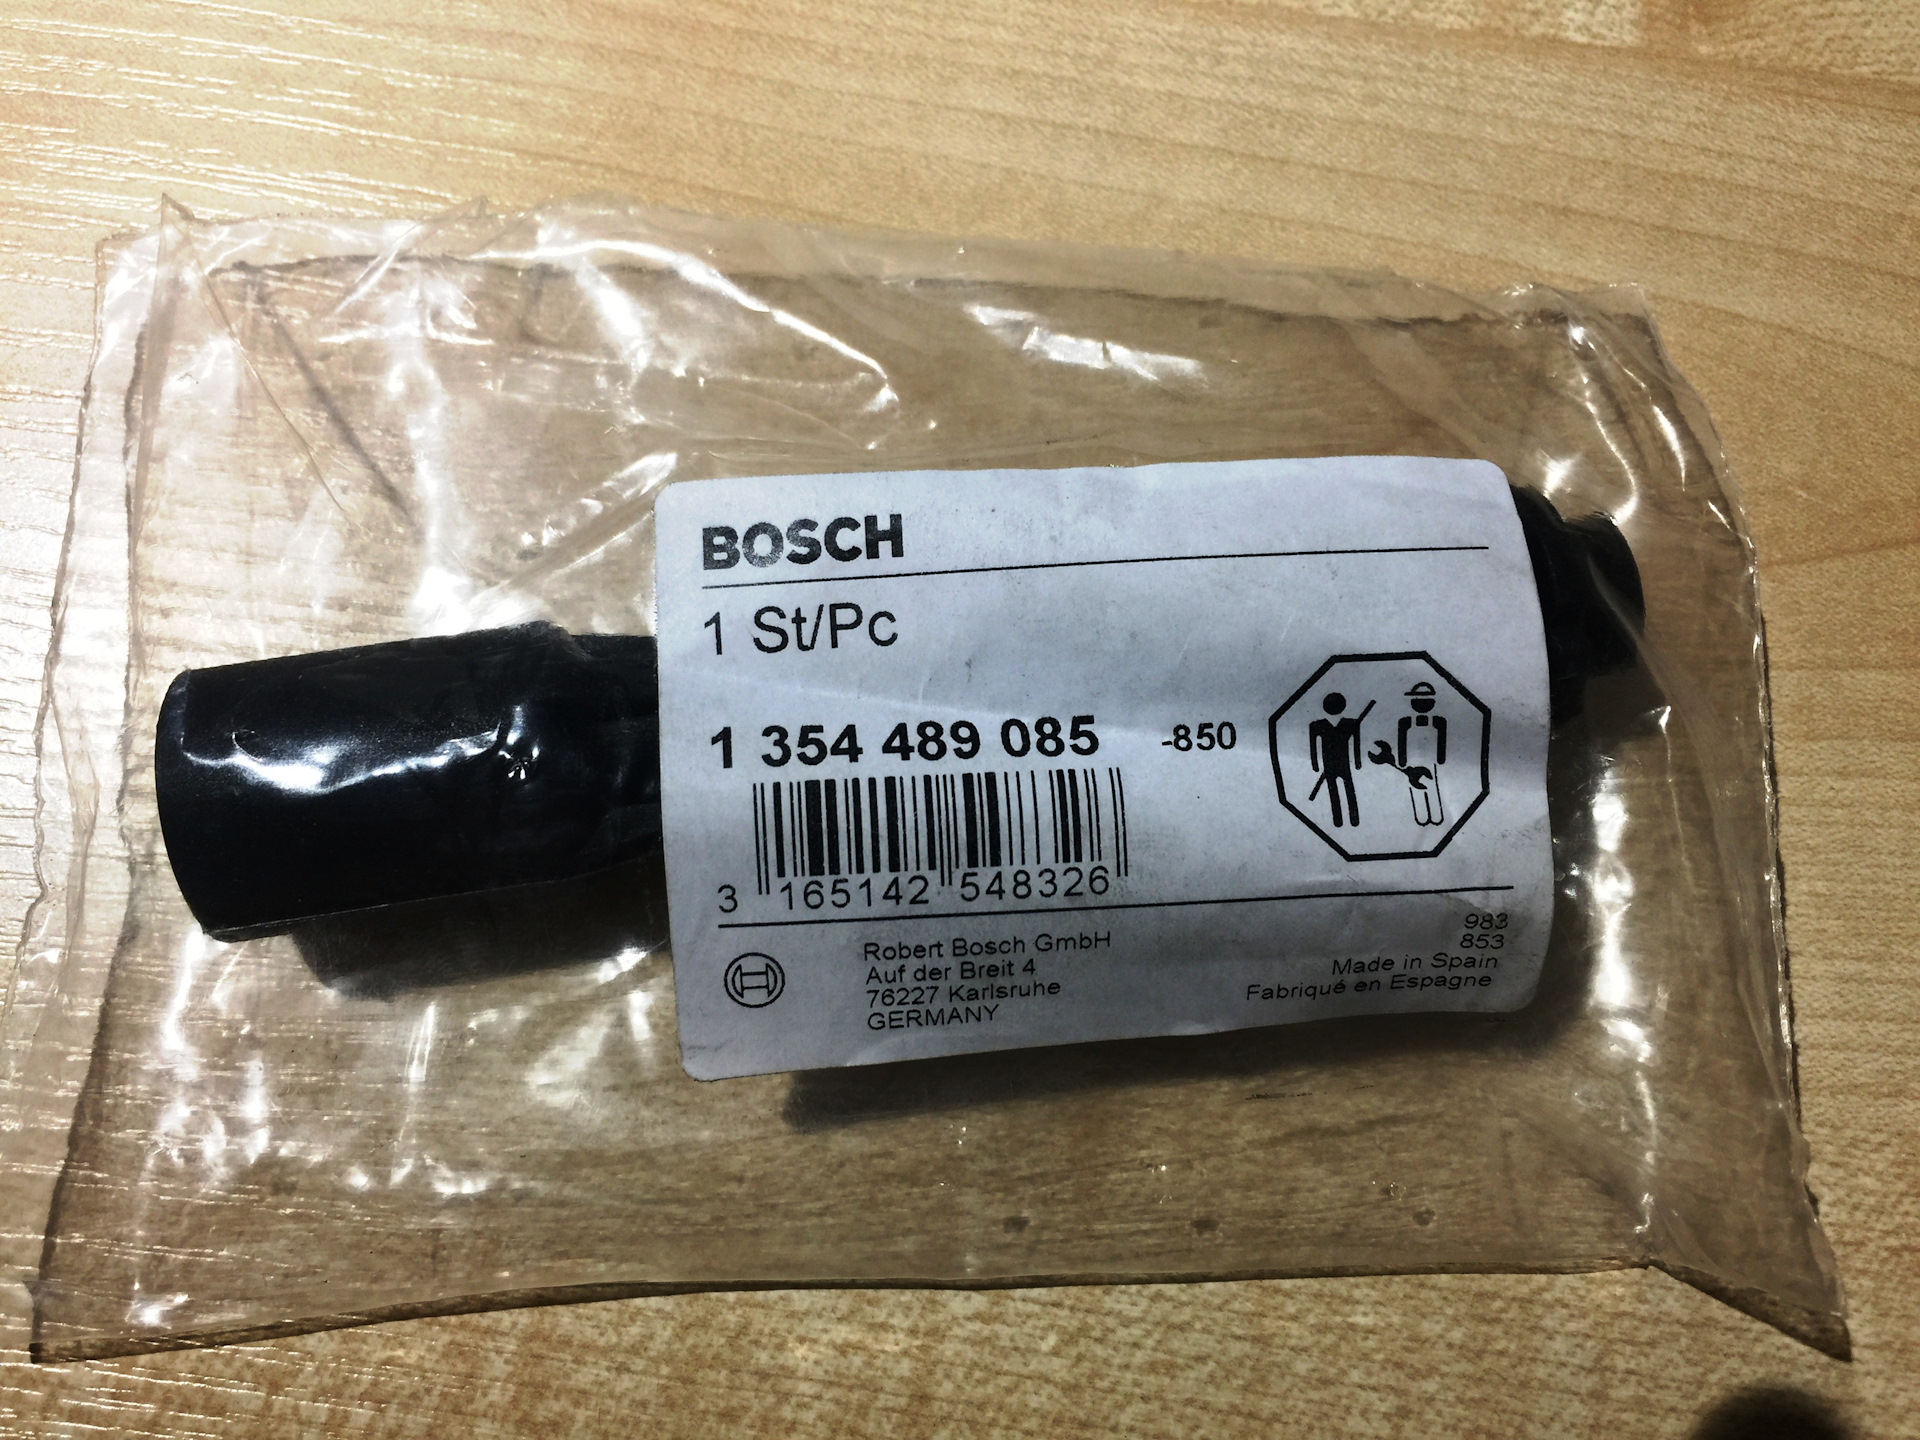 BOSCH
1 St/Pc
1 354 489 085 -850
3 165142 548326
Robert Bosch GmbH
Auf der Breit 4
76227 Karlsruhe
GERMANY
983
853
Made in Spain
Fabriqué en Espagne